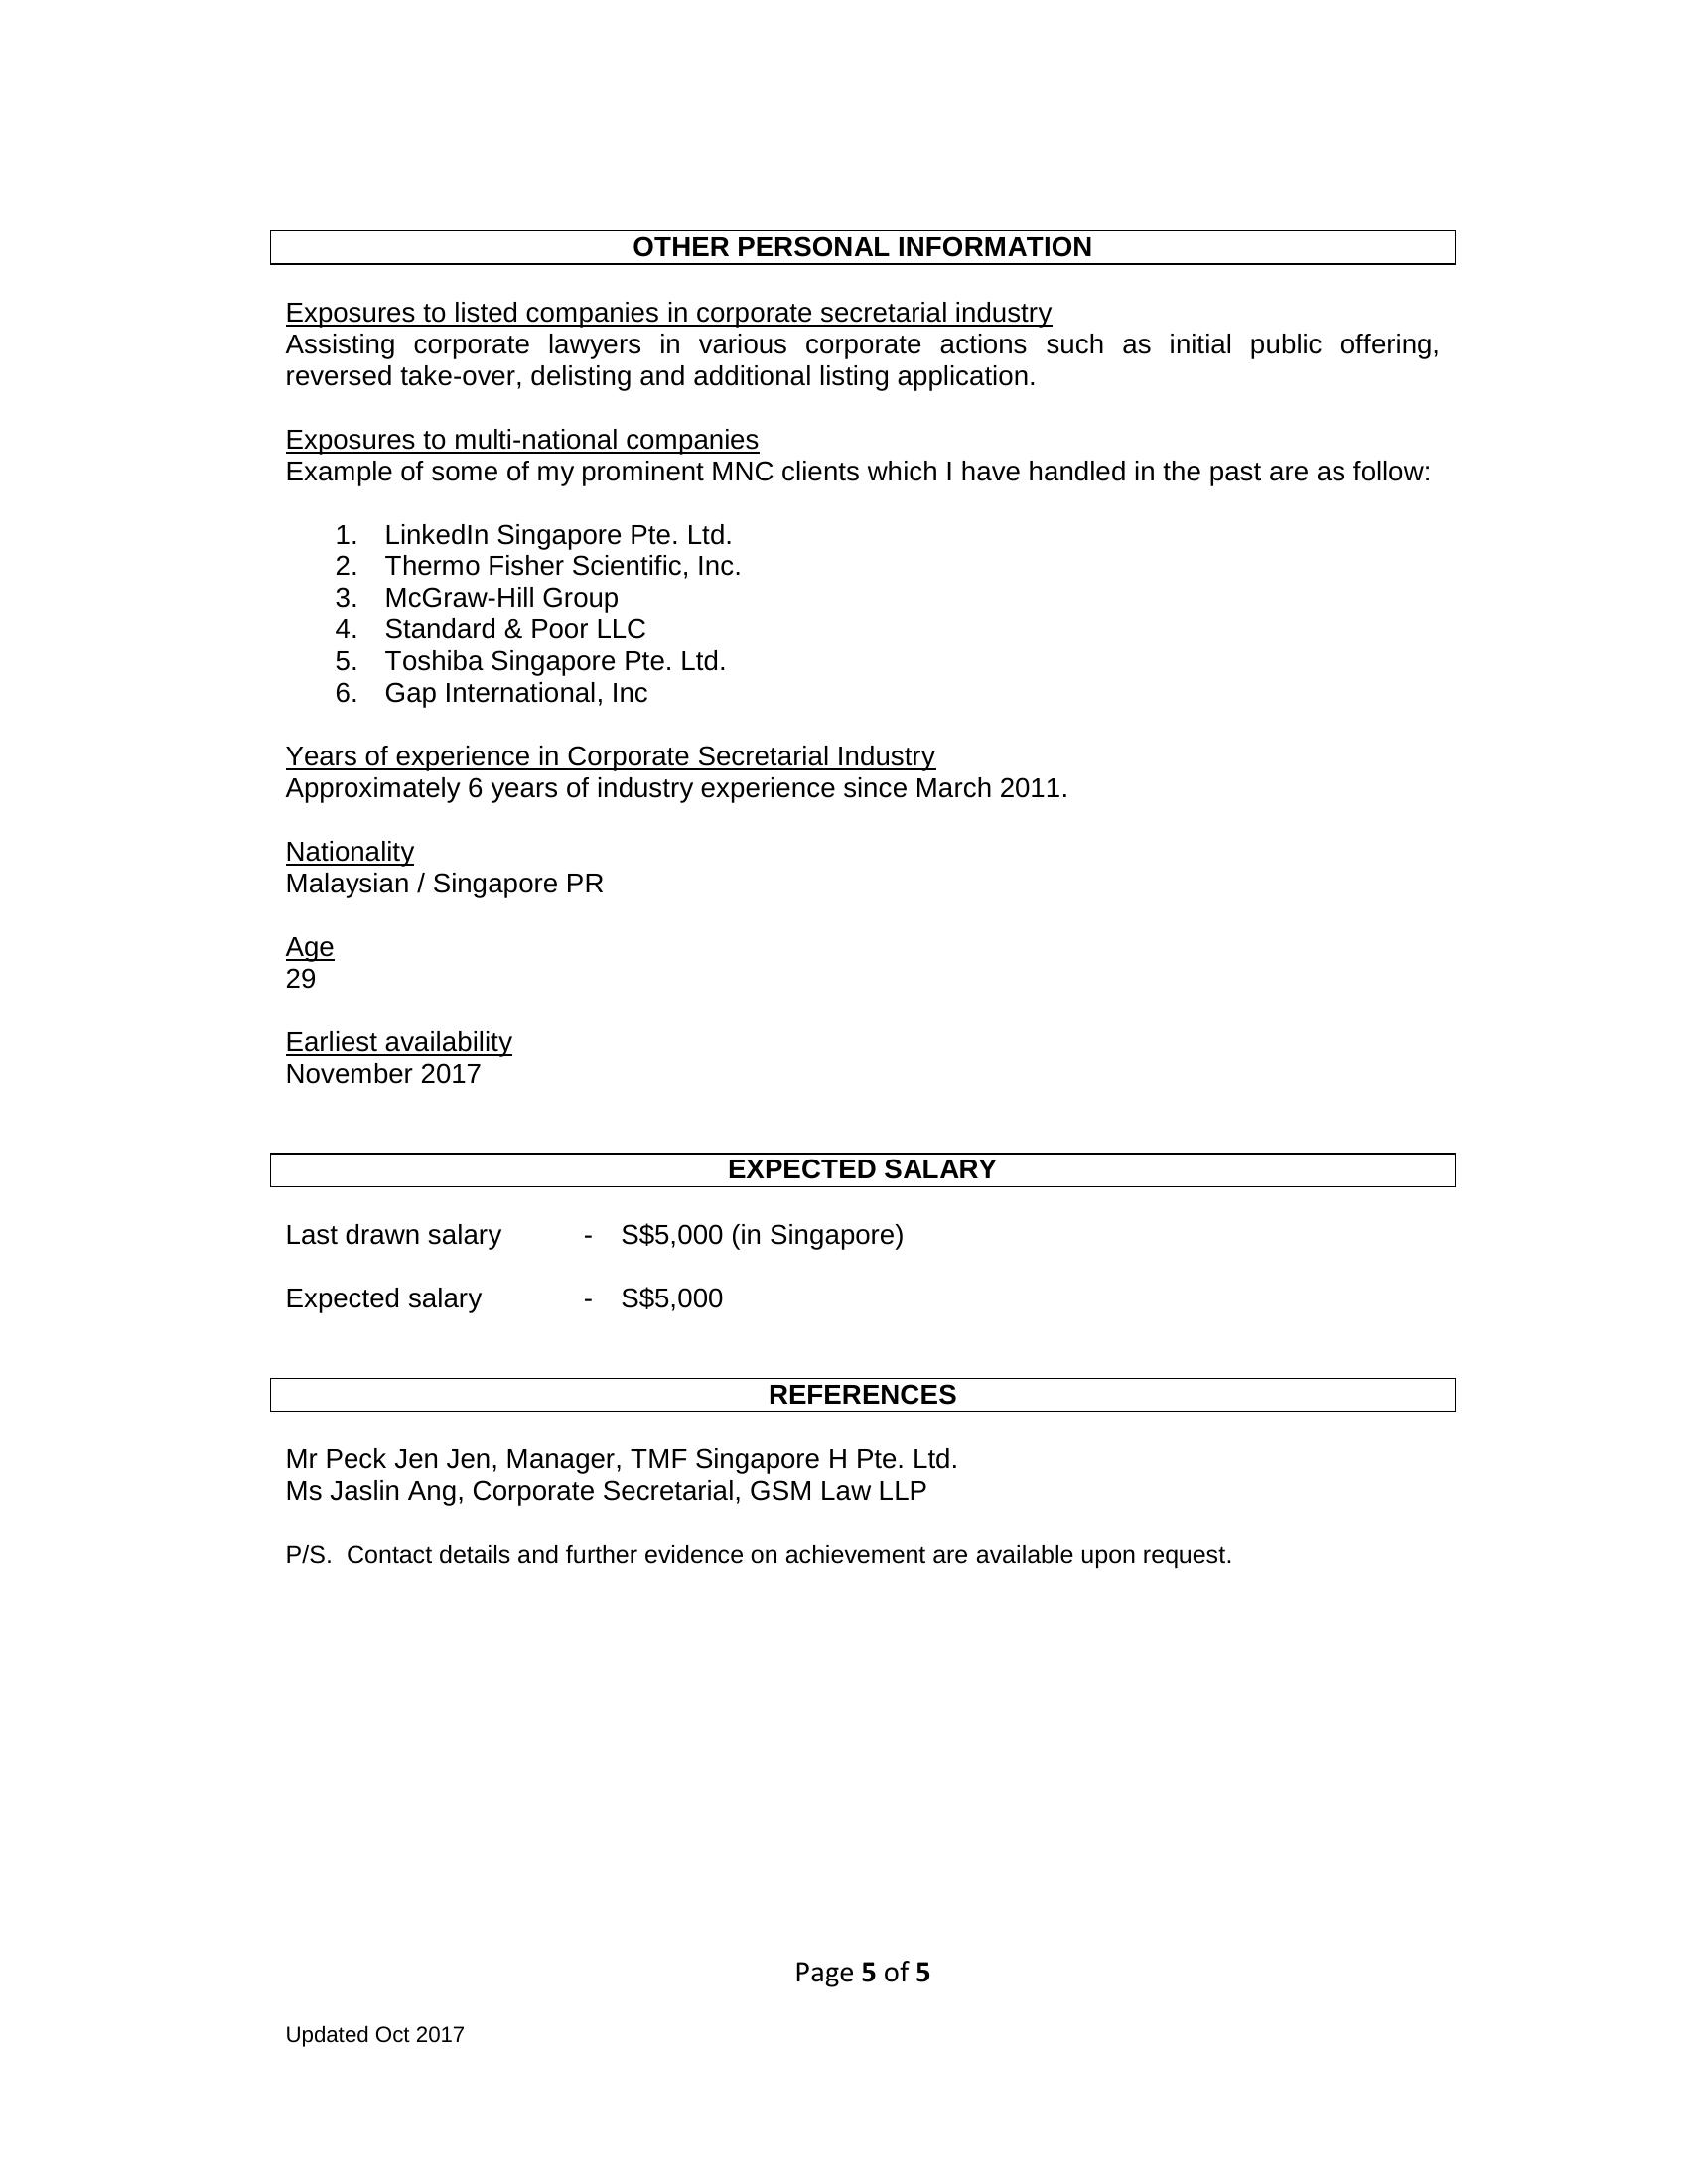 OTHER PERSONAL INFORMATION
Exposures to listed companies in corporate secretarial industry
Assisting corporate lawyers in various corporate actions such as initial public offering,
reversed take-over, delisting and additional listing application.
Exposures to multi-national companies
Example of some of my prominent MNC clients which I have handled in the past are as follow:
1. LinkedIn Singapore Pte. Ltd.
2. Thermo Fisher Scientific, Inc.
3. McGraw-Hill Group
4. Standard & Poor LLC
5. Toshiba Singapore Pte. Ltd.
6. Gap International, Inc
Years of experience in Corporate Secretarial Industry
Approximately 6 years of industry experience since March 2011.
Nationality
Malaysian / Singapore PR
Age
29
Earliest availability
November 2017
EXPECTED SALARY
Last drawn salary - S$5,000 (in Singapore)
Expected salary - S$5,000
REFERENCES
Mr Peck Jen Jen, Manager, TMF Singapore H Pte. Ltd.
Ms Jaslin Ang, Corporate Secretarial, GSM Law LLP
P/S. Contact details and further evidence on achievement are available upon request.
Page 5 of 5
Updated Oct 2017